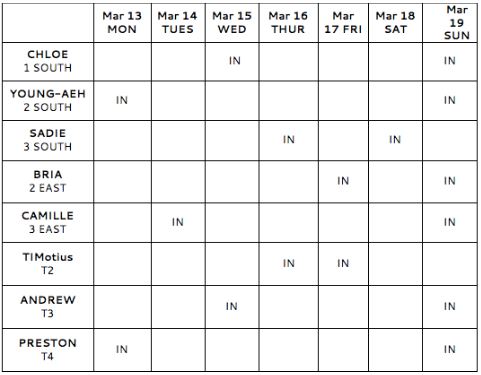 Mar 13 Mar 14 Mar 15 Mar 16 Mar Mar 18 Mar
MON TUES WED THUR 17 FRI SAT 19
SUN
CHLOE IN IN
1 SOUTH
YOUNG-AEH IN IN
2 SOUTH
SADIE IN IN
3 SOUTH
BRIA IN IN
2 EAST
CAMILLE IN IN
3 EAST
TIMotius IN IN
T2
ANDREW IN IN
T3
PRESTON IN IN
T4